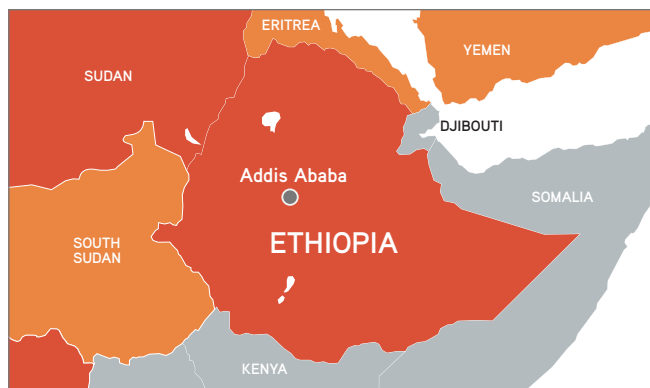 ERITREA
YEMEN
SUDAN
DJIBOUTI
Addis Ababa
SOMALIA
ETHIOPIA
SOUTH
SUDAN
KENYA